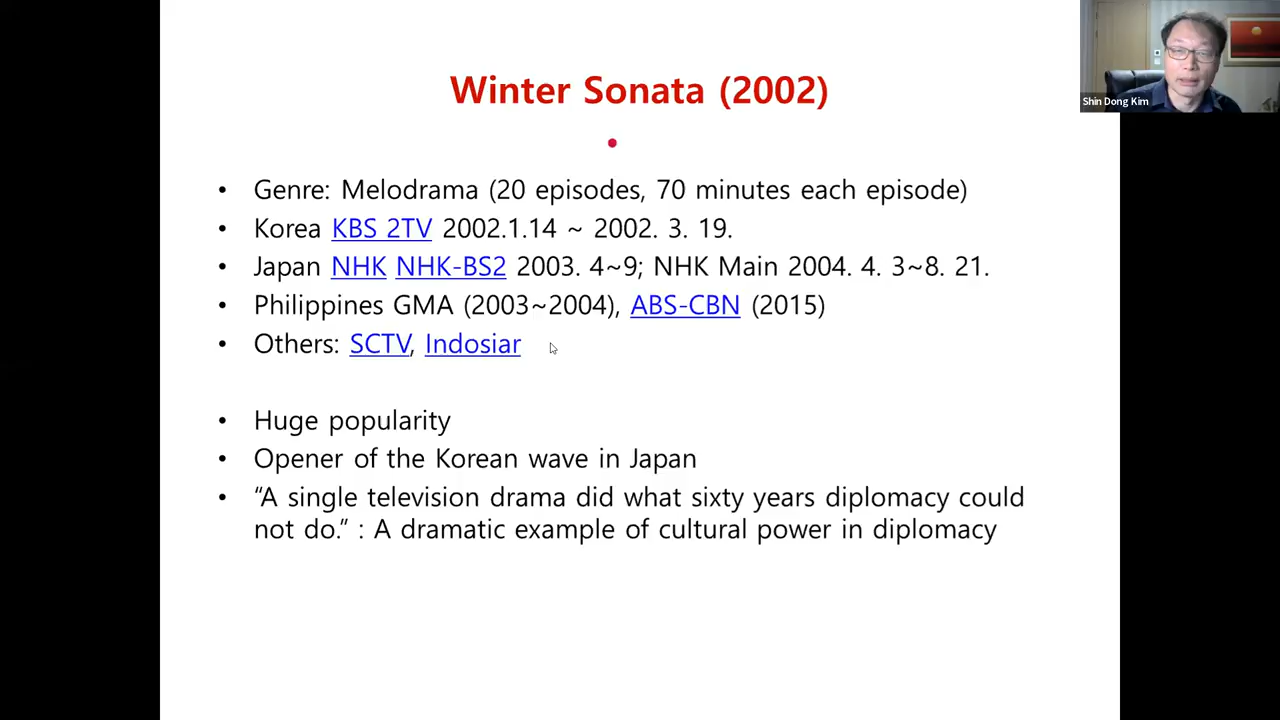 Winter Sonata (2002)
• Genre: Melodrama (20 episodes, 70 minutes each episode)
• Korea KBS 2TV 2002.1.14 ~ 2002. 3. 19.
• Japan NHK NHK-BS2 2003. 4~9; NHK Main 2004. 4. 3~8. 21.
• Philippines GMA (2003~2004), ABS-CBN (2015)
• Others: SCTV, Indosiar
• Huge popularity
• Opener of the Korean wave in Japan
• “A single television drama did what sixty years diplomacy could
not do.” : A dramatic example of cultural power in diplomacy
Shin Dong Kim